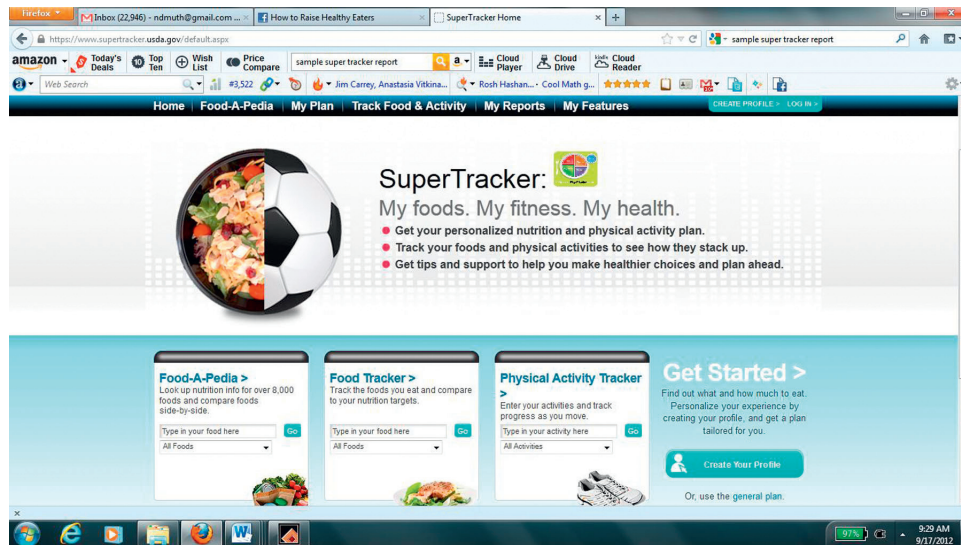 Firefox
Inbox (22,946) - ndmuth@gmail.com ...
How to Raise Healthy Eaters
SuperTracker Home
https://www.supertracker.usda.gov/default.aspx
sample super tracker report
amazon
Today's Deals
Top Ten
Wish List
Price Compare
sample super tracker report
Cloud Player
Cloud Drive
Cloud Reader
Web Search
#3,522
Jim Carrey, Anastasia Vitkina...
Rosh Hashan...
Cool Math g...
Home Food-A-Pedia My Plan Track Food & Activity My Reports My Features
CREATE PROFILE > LOG IN >
SuperTracker:
My foods. My fitness. My health.
Get your personalized nutrition and physical activity plan.
Track your foods and physical activities to see how they stack up.
Get tips and support to help you make healthier choices and plan ahead.
Food-A-Pedia >
Look up nutrition info for over 8,000
foods and compare foods
side-by-side.
Type in your food here Go
All Foods
Food Tracker >
Track the foods you eat and compare
to your nutrition targets.
Type in your food here Go
All Foods
Physical Activity Tracker
>
Enter your activities and track
progress as you move.
Type in your activity here Go
All Activities
Get Started >
Find out what and how much to eat.
Personalize your experience by
creating your profile, and get a plan
tailored for you.
Create Your Profile
Or, use the general plan.
97%
9:29 AM
9/17/2012